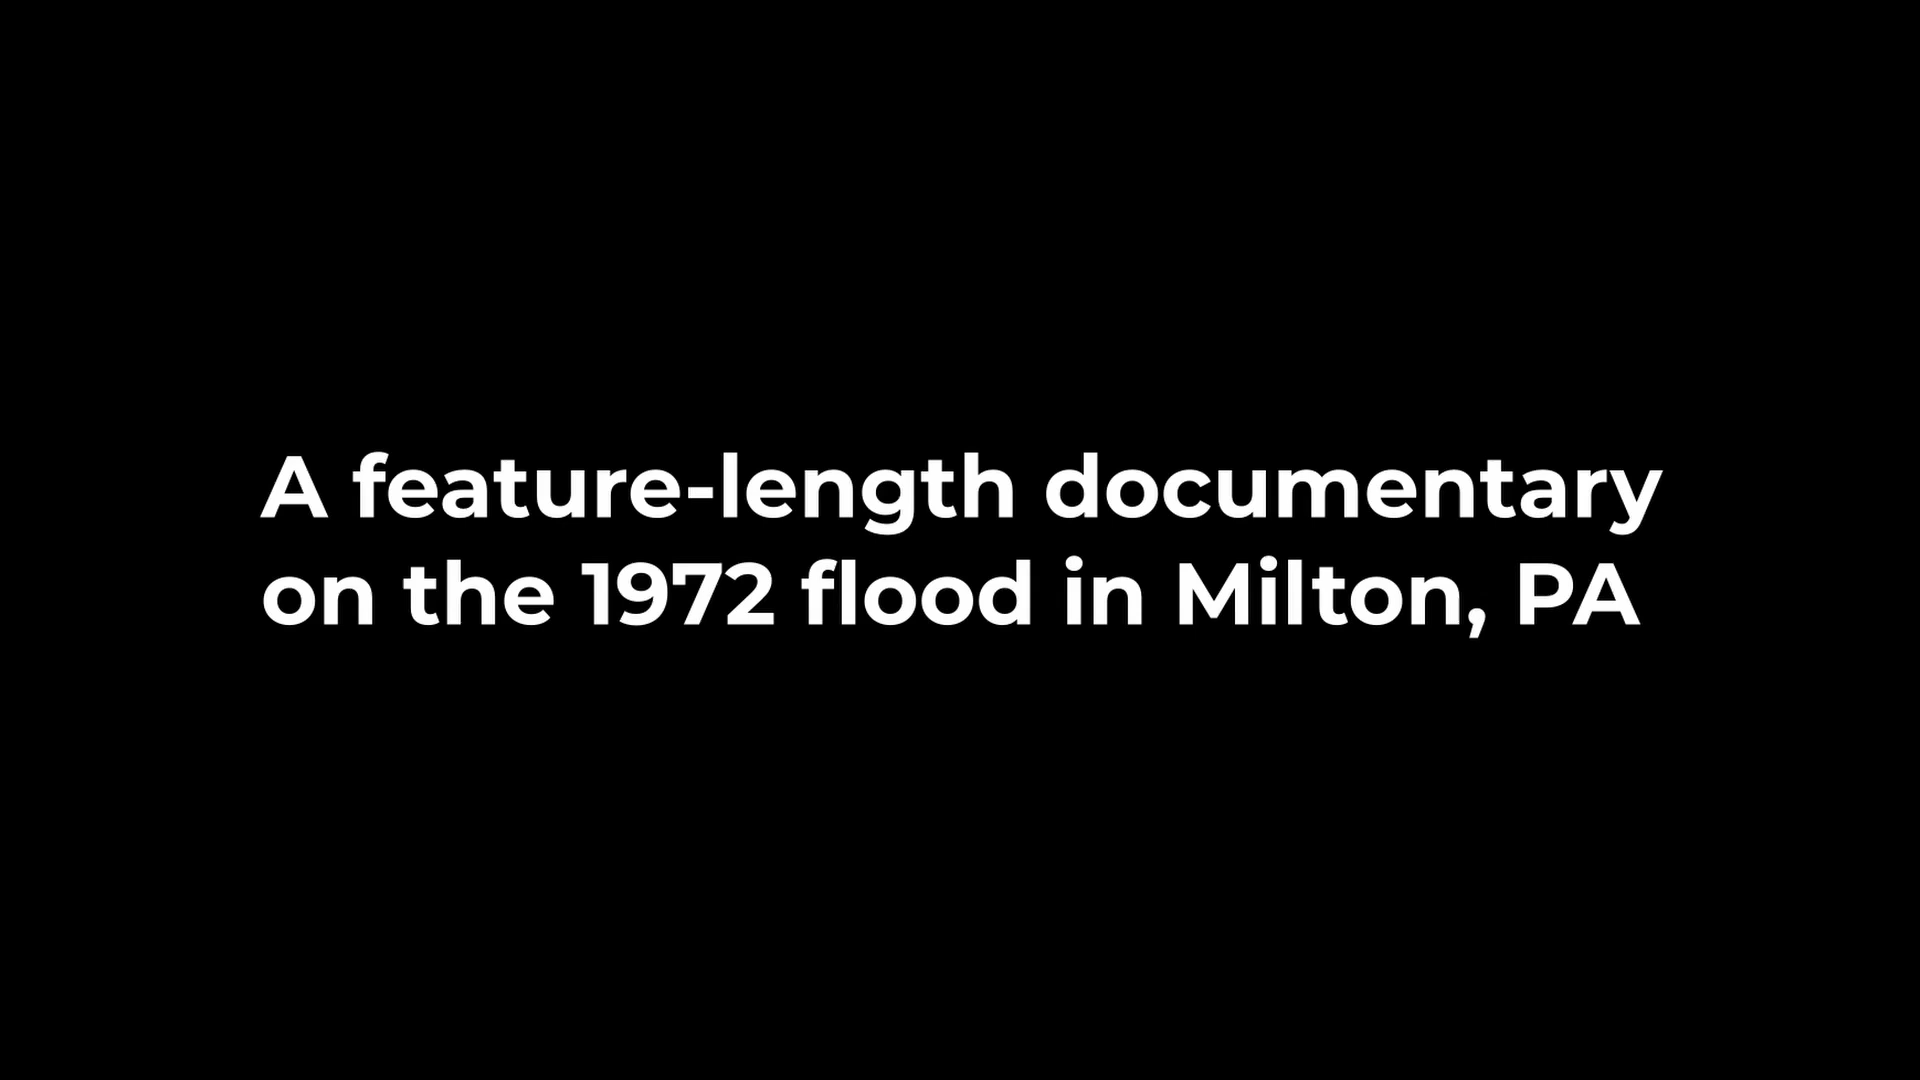 A feature-length documentary
on the 1972 flood in Milton, PA